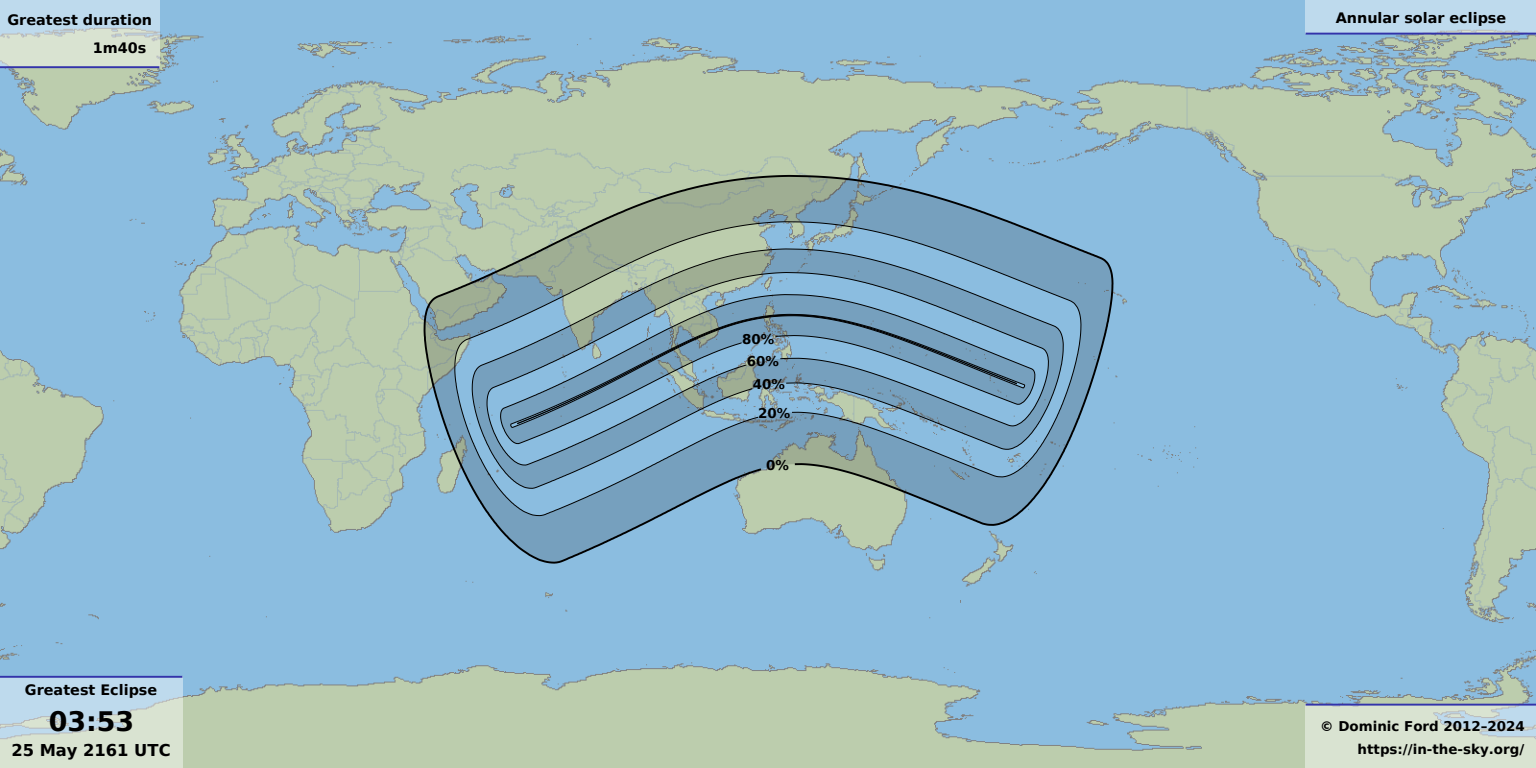 Greatest duration
1m40s
Annular solar eclipse
80%
60%
40%
20%
0%
Greatest Eclipse
03:53
25 May 2161 UTC
© Dominic Ford 2012–2024
https://in-the-sky.org/